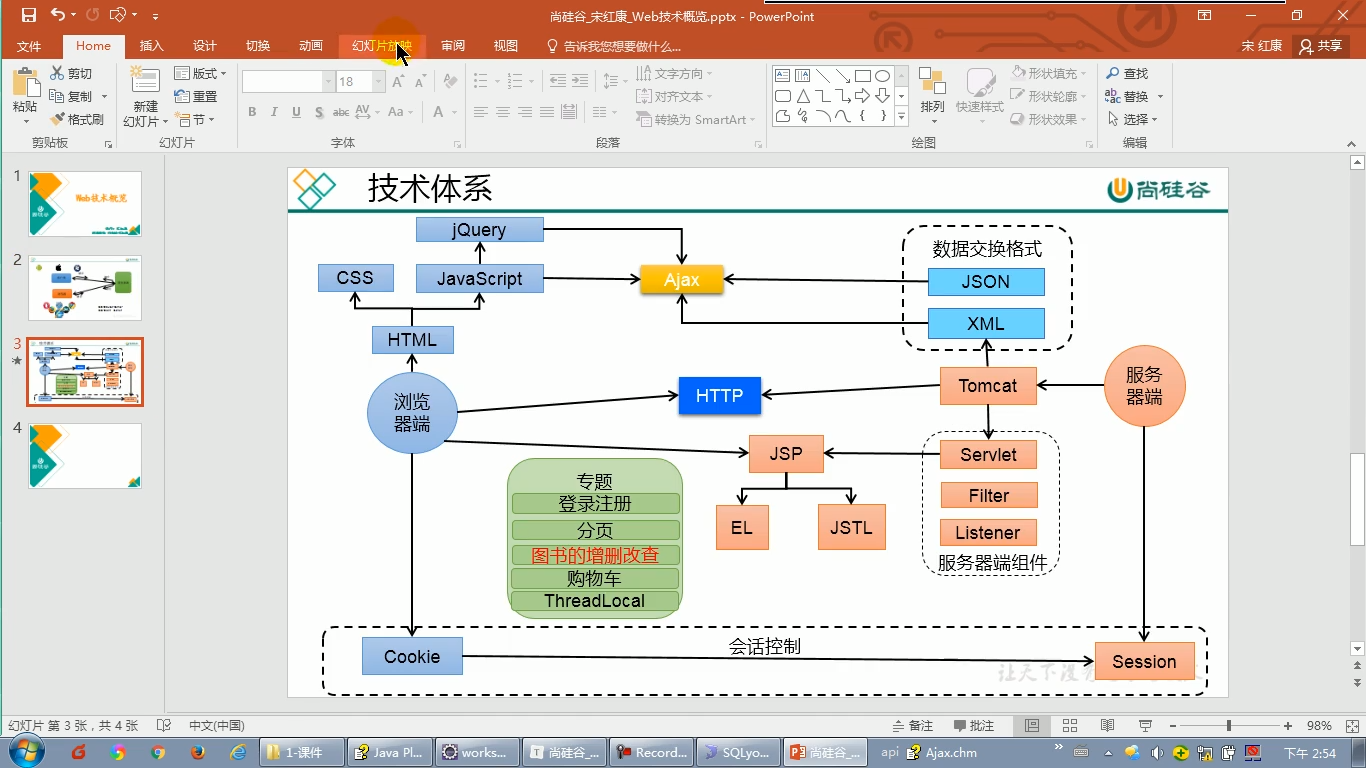 尚硅谷_宋红康_Web技术概览.pptx - PowerPoint
文件
Home
插入
设计
切换
动画
幻灯片放映
审阅
视图
告诉我您想要做什么...
宋 红康
共享
粘贴
剪切
复制
格式刷
剪贴板
新建
幻灯片
版式
重置
节
幻灯片
18
B I U S abc AV Aa A
字体
文字方向
对齐文本
转换为 SmartArt
段落
排列
快速样式
形状填充
形状轮廓
形状效果
绘图
查找
替换
选择
编辑
1
Web技术概览
2
3
4
技术体系
尚硅谷
jQuery
CSS
JavaScript
HTML
浏览
器端
Ajax
数据交换格式
JSON
XML
HTTP
Tomcat
服务
器端
JSP
EL
JSTL
Servlet
Filter
Listener
服务器端组件
专题
登录注册
分页
图书的增删改查
购物车
ThreadLocal
会话控制
Cookie
Session
幻灯片 第 3 张，共 4 张
中文(中国)
备注
批注
98%
1-课件
Java Pl...
works...
尚硅谷_...
Record...
SQLyo...
尚硅谷_...
api
Ajax.chm
下午 2:54